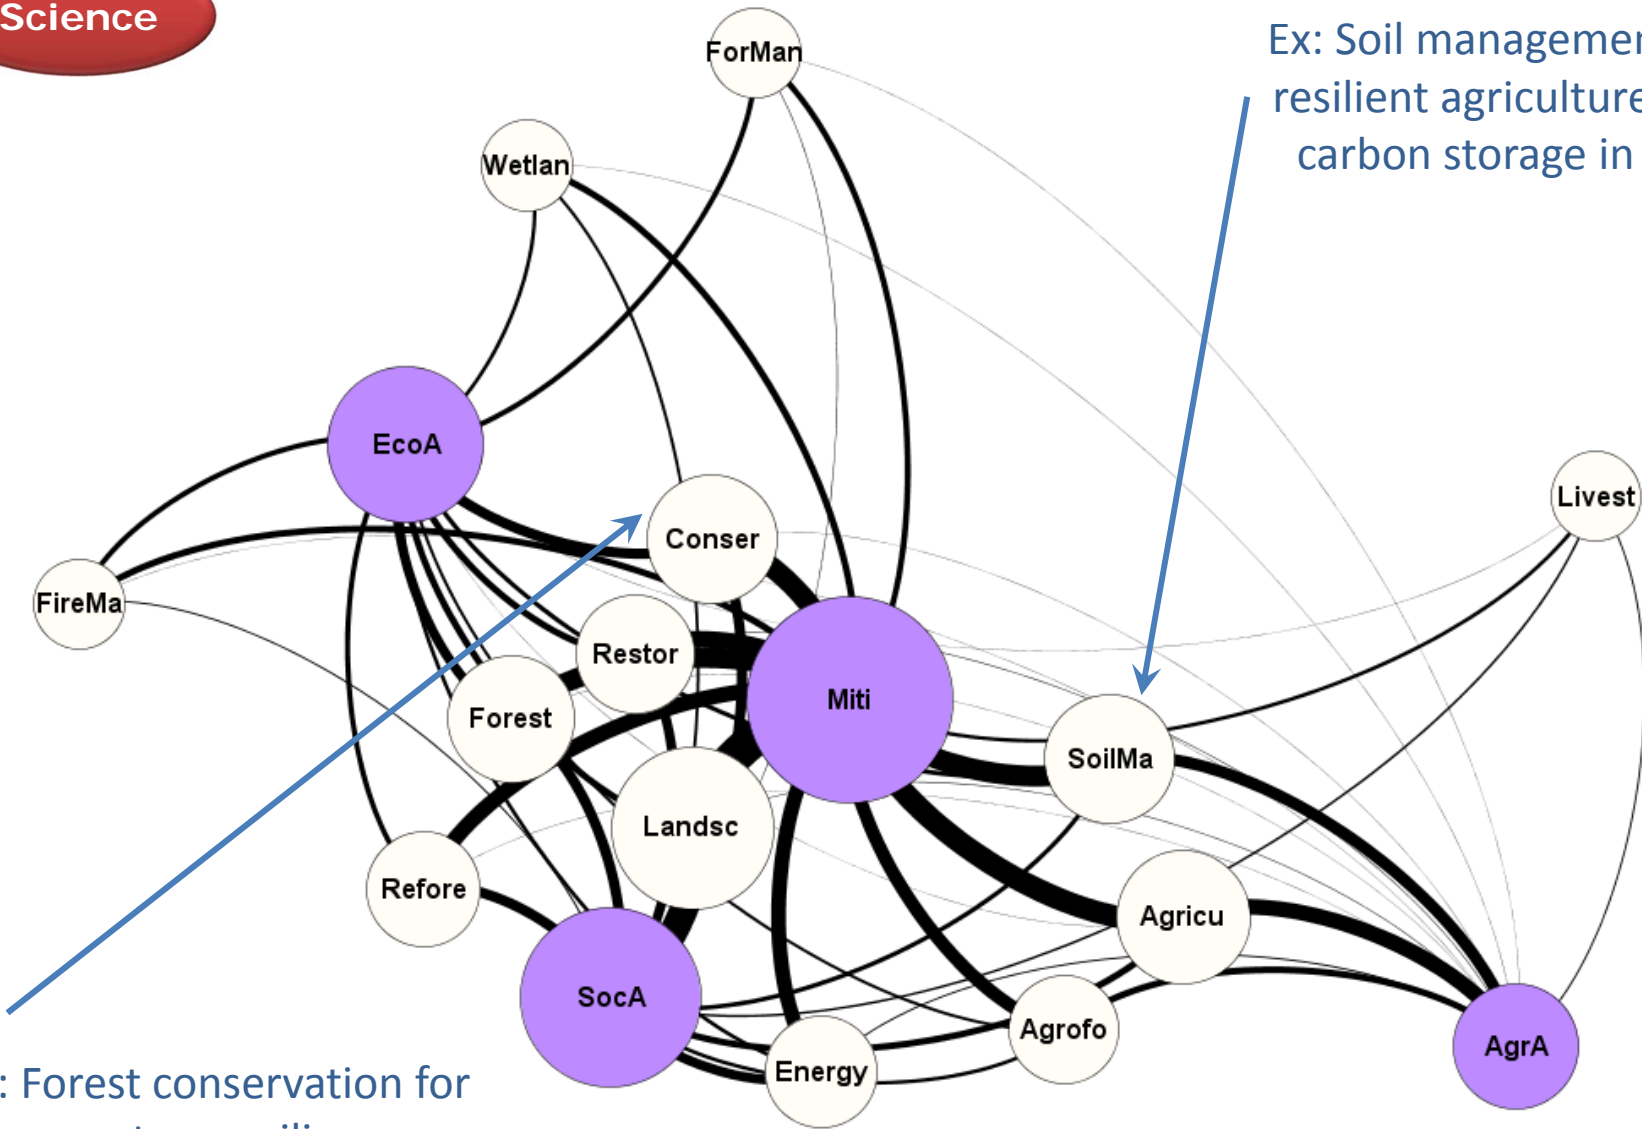 Science
Ex: Soil managemen
resilient agriculture
carbon storage in
ForMan
Wetlan
EcoA
Livest
Conser
FireMa
Restor
Miti
Forest
SoilMa
Landsc
Refore
Agricu
SocA
Agrofo
AgrA
Energy
: Forest conservation for